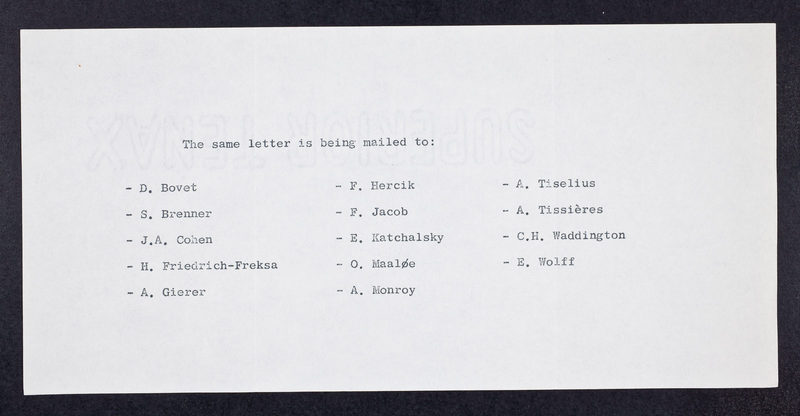 The same letter is being mailed to:
- D. Bovet
- S. Brenner
- J.A. Cohen
- H. Friedrich-Freksa
- A. Gierer
- F. Hercik
- F. Jacob
- E. Katchalsky
- O. Maaløe
- A. Monroy
- A. Tiselius
- A. Tissières
- C.H. Waddington
- E. Wolff